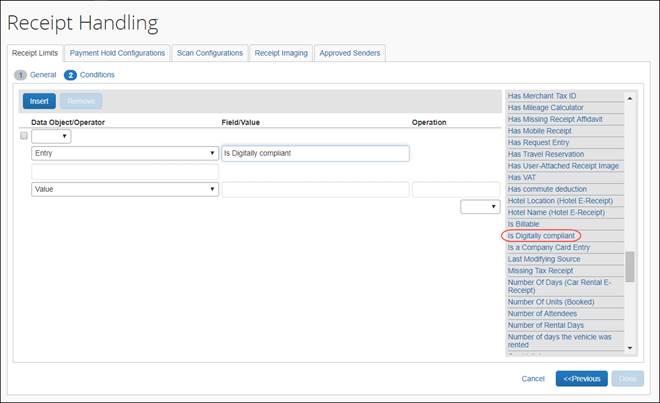 Receipt Handling
Receipt Limits Payment Hold Configurations Scan Configurations Receipt Imaging Approved Senders
1 General 2 Conditions
Insert Remove
Data Object/Operator Field/Value Operation
Entry Is Digitally compliant
Value
Has Merchant Tax ID
Has Mileage Calculator
Has Missing Receipt Affidavit
Has Mobile Receipt
Has Request Entry
Has Travel Reservation
Has User-Attached Receipt Image
Has VAT
Has commute deduction
Hotel Location (Hotel E-Receipt)
Hotel Name (Hotel E-Receipt)
Is Billable
Is Digitally compliant
Is a Company Card Entry
Last Modifying Source
Missing Tax Receipt
Number Of Days (Car Rental E-
Receipt)
Number Of Units (Booked)
Number of Attendees
Number of Rental Days
Number of days the vehicle was
rented
Cancel <<Previous Done